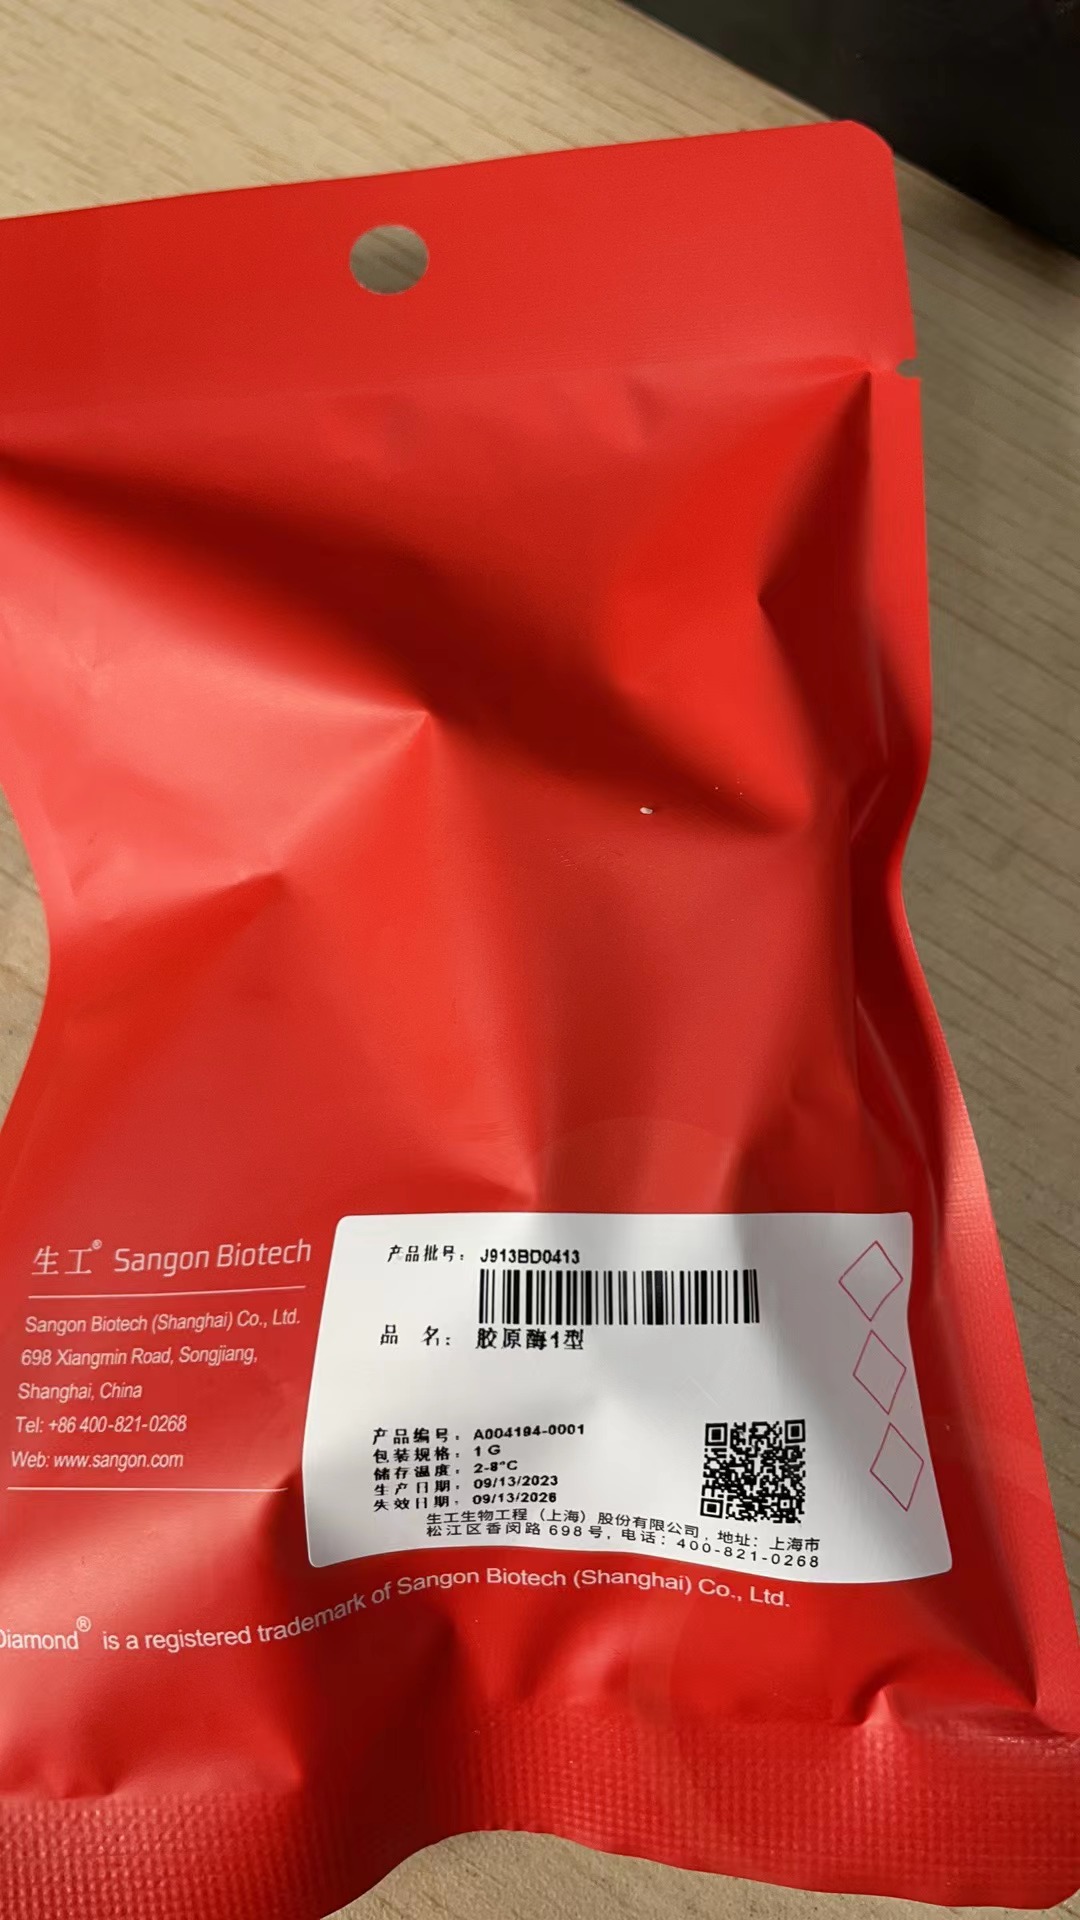 生工® Sangon Biotech
Sangon Biotech (Shanghai) Co., Ltd.
698 Xiangmin Road, Songjiang,
Shanghai, China
Tel: +86 400-821-0268
Web: www.sangon.com
产品批号: J913BD0413
品 名: 胶原酶1型
产品编号: A004194-0001
包装规格: 1 G
储存温度: 2-8°C
生产日期: 09/13/2023
失效日期: 09/13/2026
生工生物工程（上海）股份有限公司，地址：上海市
松江区香闵路698号，电话：400-821-0268
Diamond® is a registered trademark of Sangon Biotech (Shanghai) Co., Ltd.